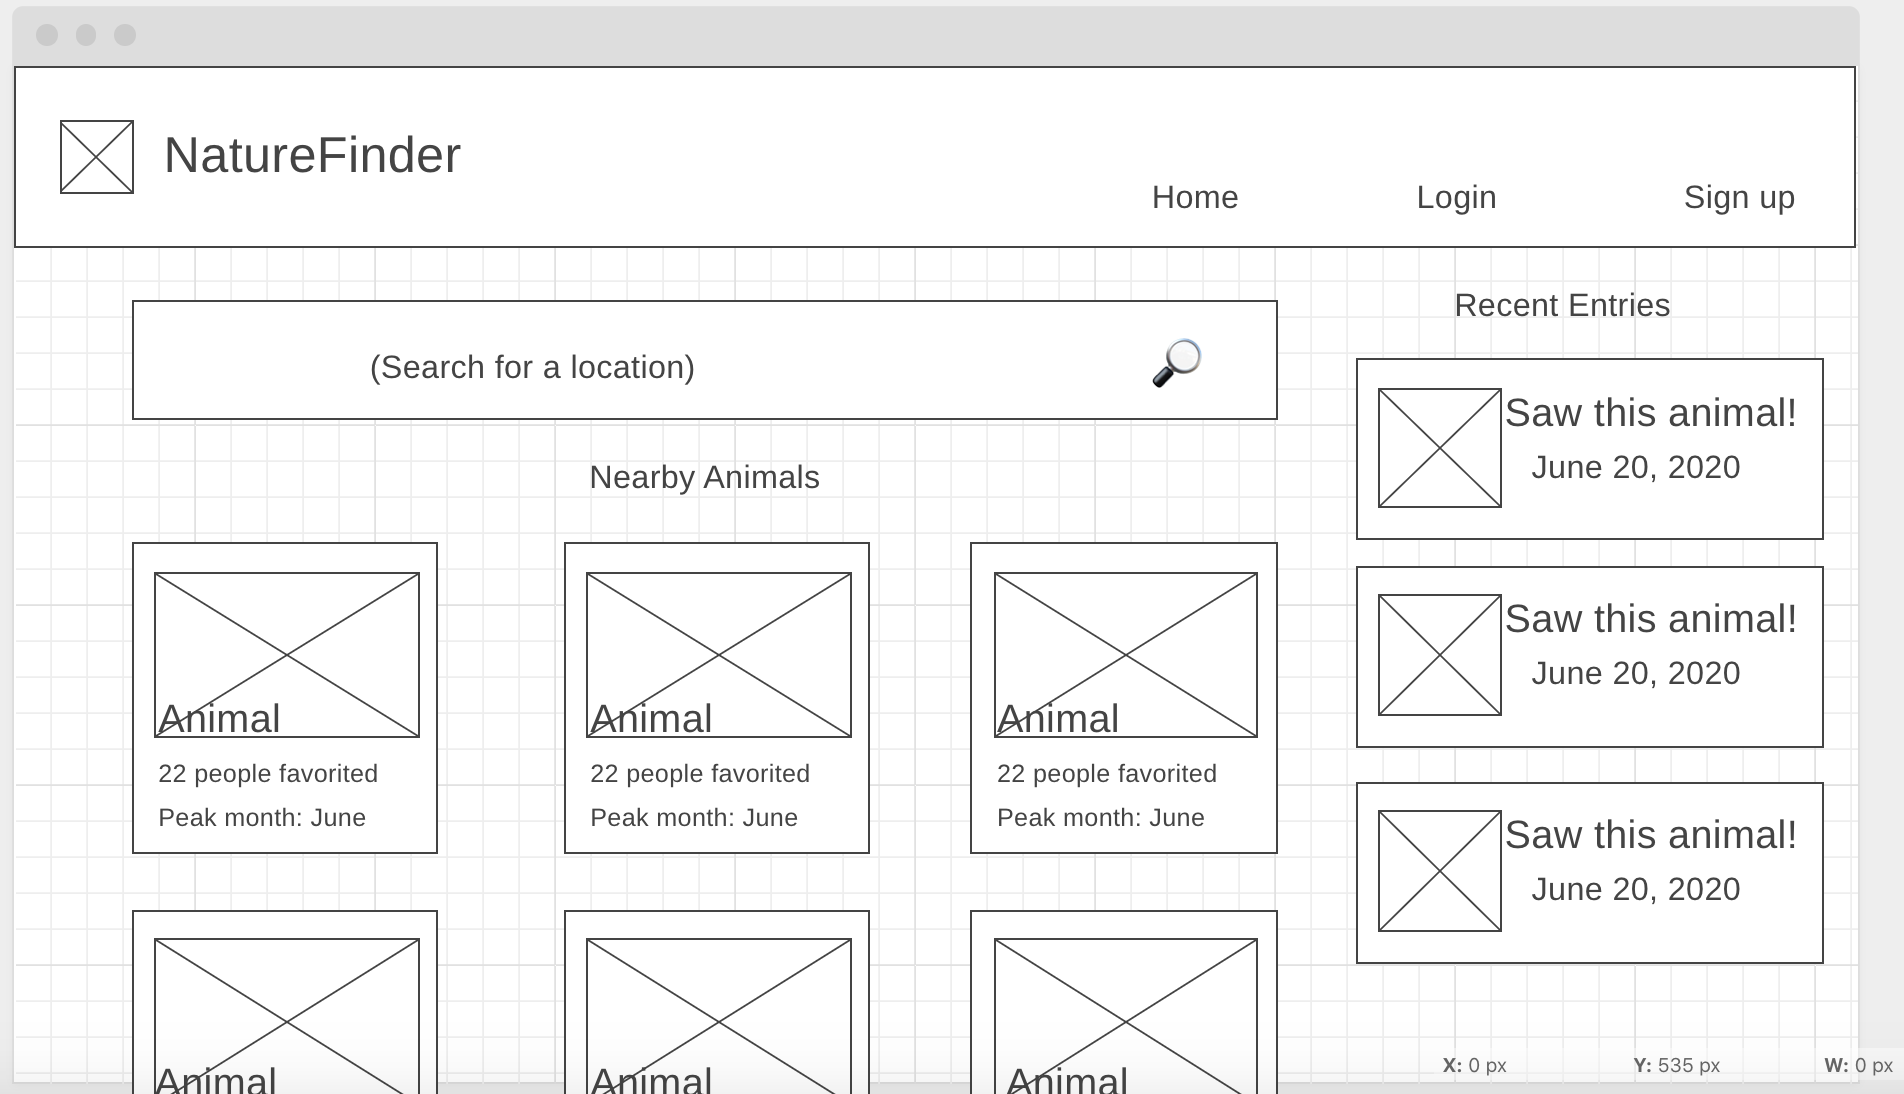 NatureFinder
Home
Login
Sign up
(Search for a location)
Nearby Animals
Animal
22 people favorited
Peak month: June
Animal
22 people favorited
Peak month: June
Animal
22 people favorited
Peak month: June
Animal
Animal
Animal
Recent Entries
Saw this animal!
June 20, 2020
Saw this animal!
June 20, 2020
Saw this animal!
June 20, 2020
X: 0 px
Y: 535 px
W: 0 px